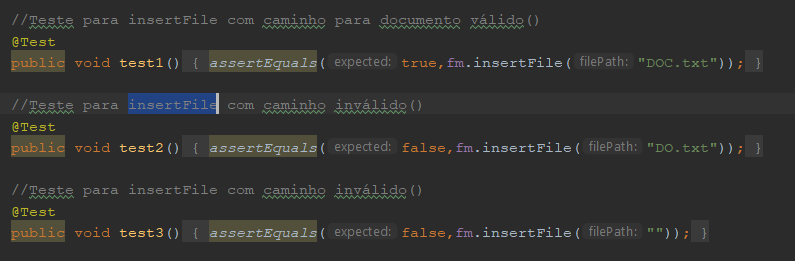 //Teste para insertFile com caminho para documento válido()
@Test
public void test1() { assertEquals( expected: true,fm.insertFile( filePath: "DOC.txt")); }
//Teste para insertFile com caminho inválido()
@Test
public void test2() { assertEquals( expected: false,fm.insertFile( filePath: "DO.txt")); }
//Teste para insertFile com caminho inválido()
@Test
public void test3() { assertEquals( expected: false,fm.insertFile( filePath: "")); }